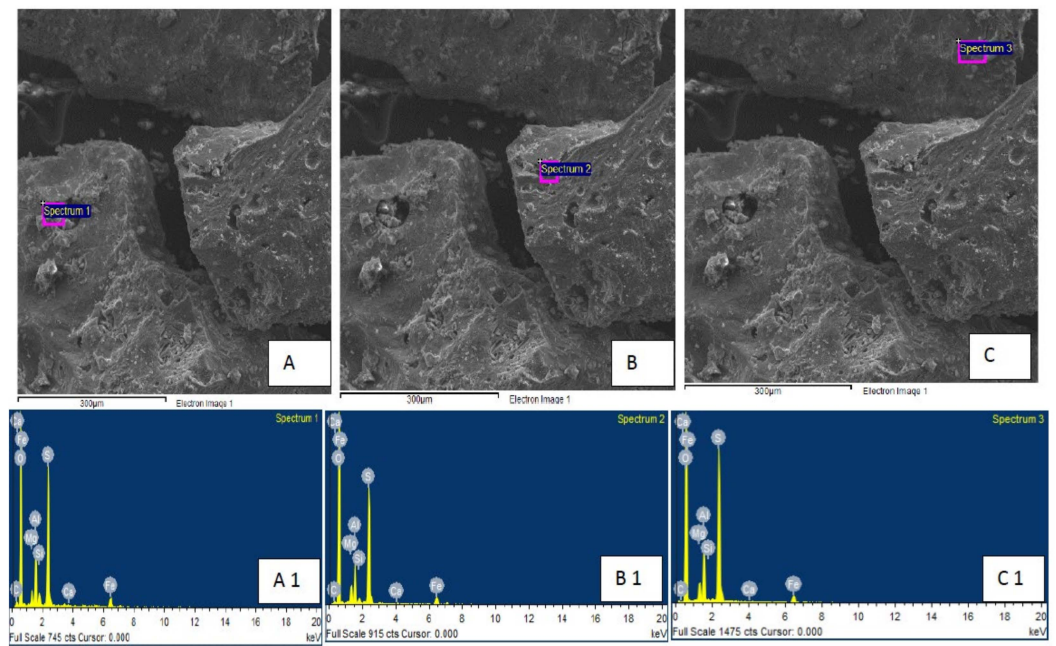 Spectrum 1
A
300µm
Electron Image 1
Spectrum 2
B
300µm
Electron Image 1
Spectrum 3
C
300µm
Electron Image 1
Spectrum 1
Ca
Fe
O
S
Al
Mg
Si
C
Ca
Fe
A 1
0 2 4 6 8 10 12 14 16 18 20
Full Scale 745 cts Cursor: 0.000
keV
Spectrum 2
Ca
Fe
O
S
Al
Mg
Si
C
Ca
Fe
B 1
0 2 4 6 8 10 12 14 16 18 20
Full Scale 915 cts Cursor: 0.000
keV
Spectrum 3
Ca
Fe
O
S
Al
Mg
Si
C
Ca
Fe
C 1
0 2 4 6 8 10 12 14 16 18 20
Full Scale 1475 cts Cursor: 0.000
keV